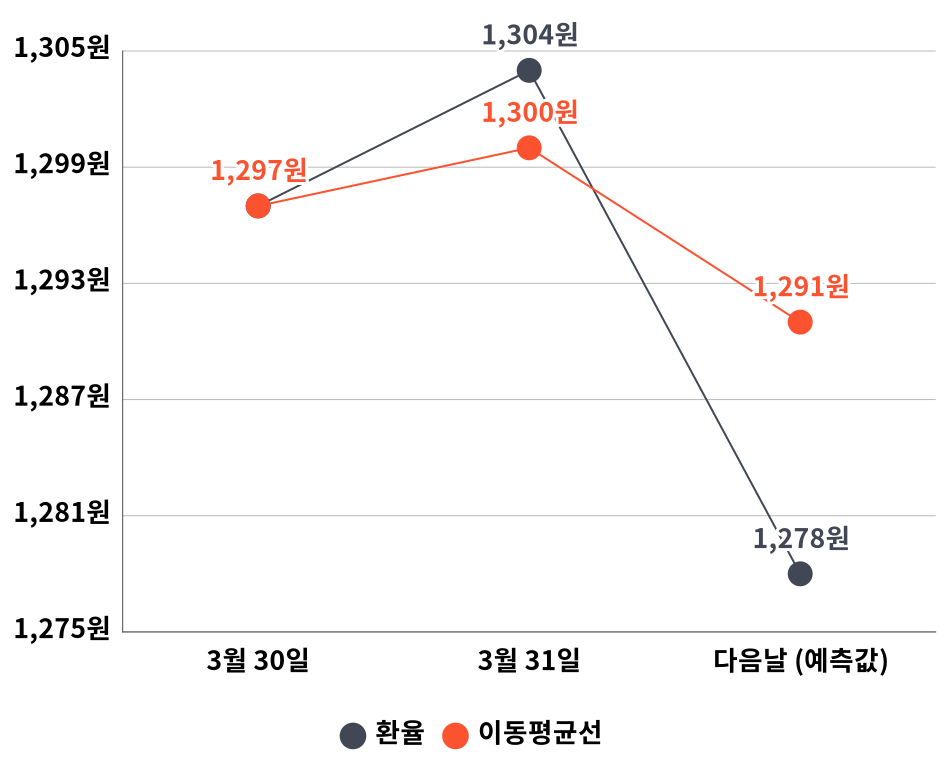 1,304원
1,305원
1,300원
1,299원
1,297원
1,293원
1,291원
1,287원
1,281원
1,278원
1,275원
3월 30일 3월 31일 다음날 (예측값)
환율 이동평균선